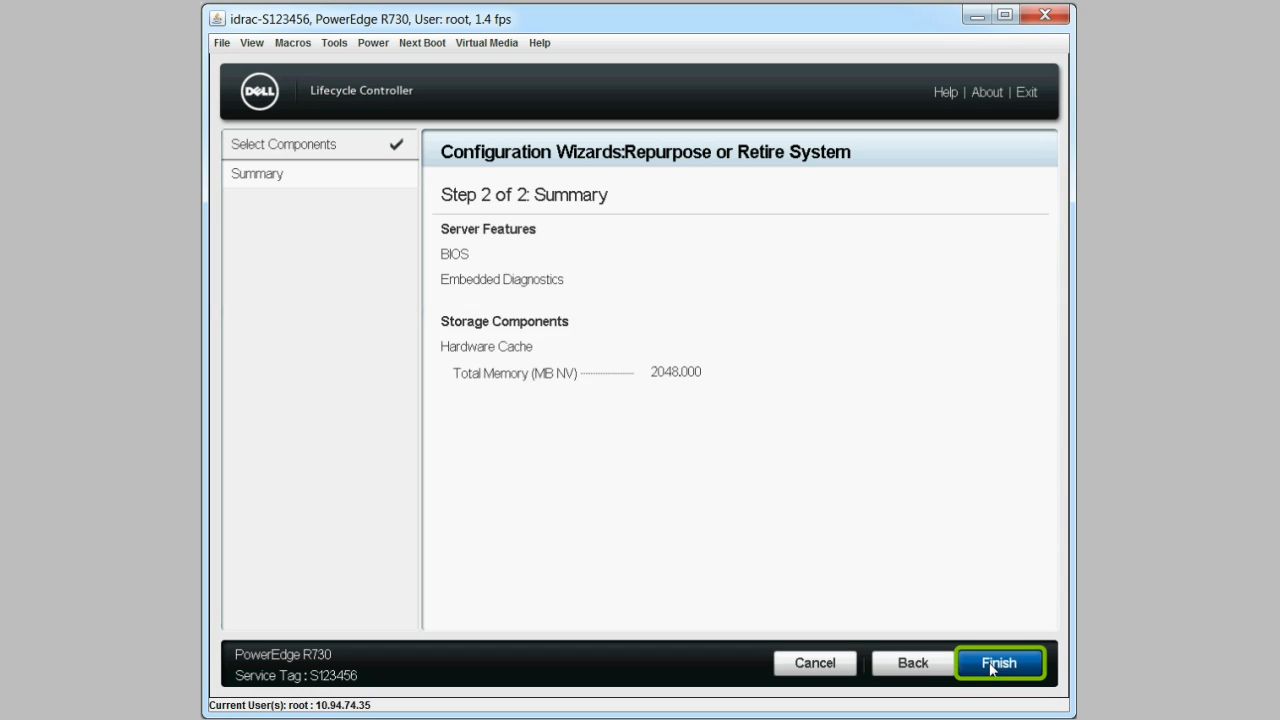 idrac-S123456, PowerEdge R730, User: root, 1.4 fps
File View Macros Tools Power Next Boot Virtual Media Help
DELL Lifecycle Controller Help | About | Exit
Select Components
Summary
Configuration Wizards:Repurpose or Retire System
Step 2 of 2: Summary
Server Features
BIOS
Embedded Diagnostics
Storage Components
Hardware Cache
Total Memory (MB NV) 2048.000
PowerEdge R730
Service Tag : S123456
Cancel Back Finish
Current User(s): root : 10.94.74.35